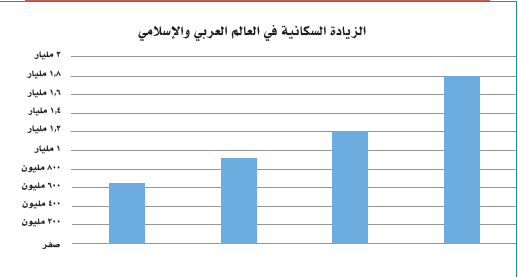 الزيادة السكانية في العالم العربي والإسلامي
٢ مليار
١,٨ مليار
١,٦ مليار
١,٤ مليار
١,٢ مليار
١ مليار
٨٠٠ مليون
٦٠٠ مليون
٤٠٠ مليون
٢٠٠ مليون
صفر